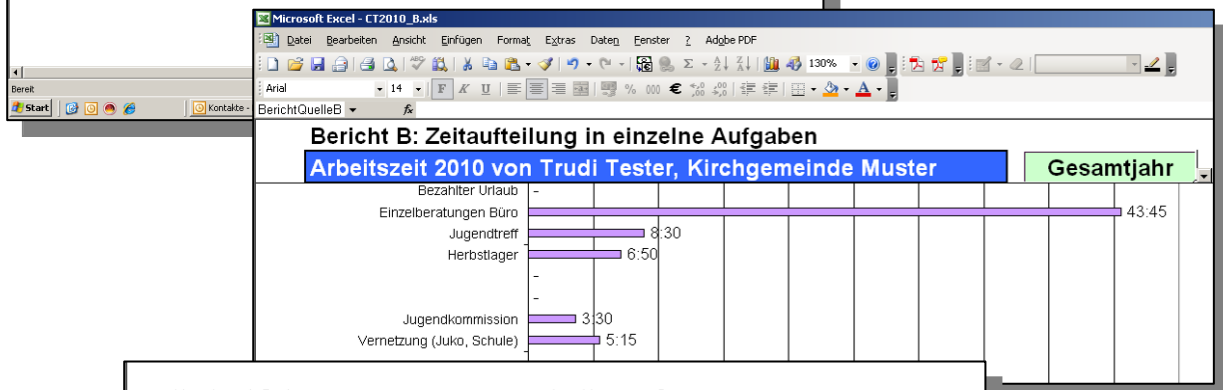 Microsoft Excel - CT2010_B.xls
Datei Bearbeiten Ansicht Einfügen Format Extras Daten Fenster ? Adobe PDF
130%
Bereit
Arial 14 F K U % 000 €
Start Kontakte -
BerichtQuelleB fx
Bericht B: Zeitaufteilung in einzelne Aufgaben
Arbeitszeit 2010 von Trudi Tester, Kirchgemeinde Muster Gesamtjahr
Bezahlter Urlaub -
Einzelberatungen Büro 43:45
Jugendtreff 8:30
Herbstlager 6:50
-
-
Jugendkommission 3:30
Vernetzung (Juko, Schule) 5:15